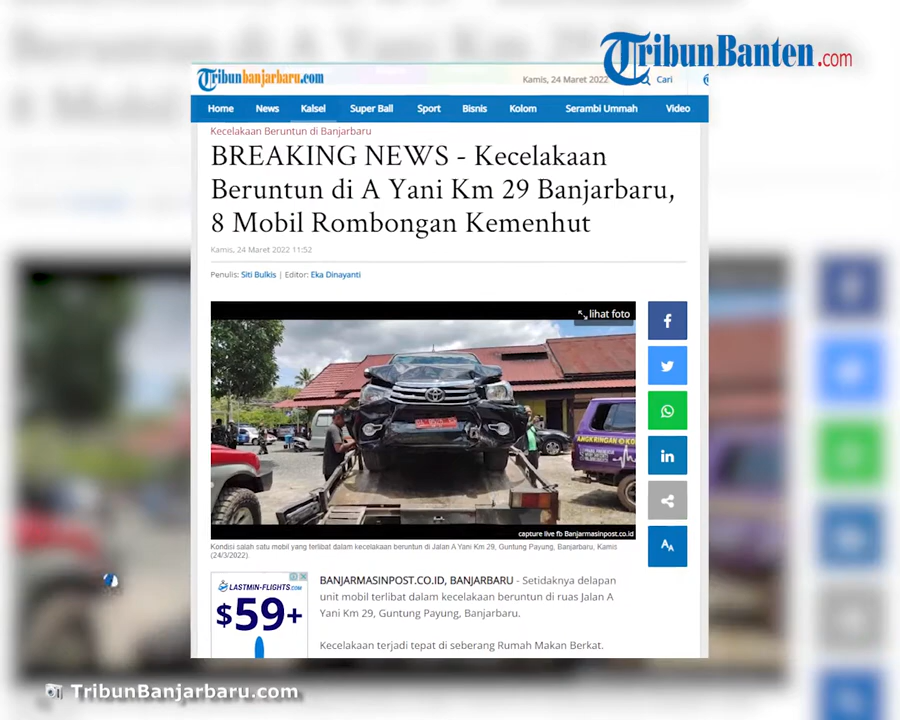 TribunBanten.com
Tribunbanjarbaru.com
Kamis, 24 Maret 2022
Cari
Home News Kalsel Super Ball Sport Bisnis Kolom Serambi Ummah Video
Kecelakaan Beruntun di Banjarbaru
BREAKING NEWS - Kecelakaan
Beruntun di A Yani Km 29 Banjarbaru,
8 Mobil Rombongan Kemenhut
Kamis, 24 Maret 2022 11:52
Penulis: Siti Bulkis | Editor: Eka Dinayanti
lihat foto
ANGKRINGAN
capture live fb Banjarmasinpost.co.id
Kondisi salah satu mobil yang terlibat dalam kecelakaan beruntun di Jalan A Yani Km 29, Guntung Payung, Banjarbaru, Kamis
(24/3/2022).
LASTMIN-FLIGHTS.COM
$59+
BANJARMASINPOST.CO.ID, BANJARBARU - Setidaknya delapan
unit mobil terlibat dalam kecelakaan beruntun di ruas Jalan A
Yani Km 29, Guntung Payung, Banjarbaru.
Kecelakaan terjadi tepat di seberang Rumah Makan Berkat.
TribunBanjarbaru.com